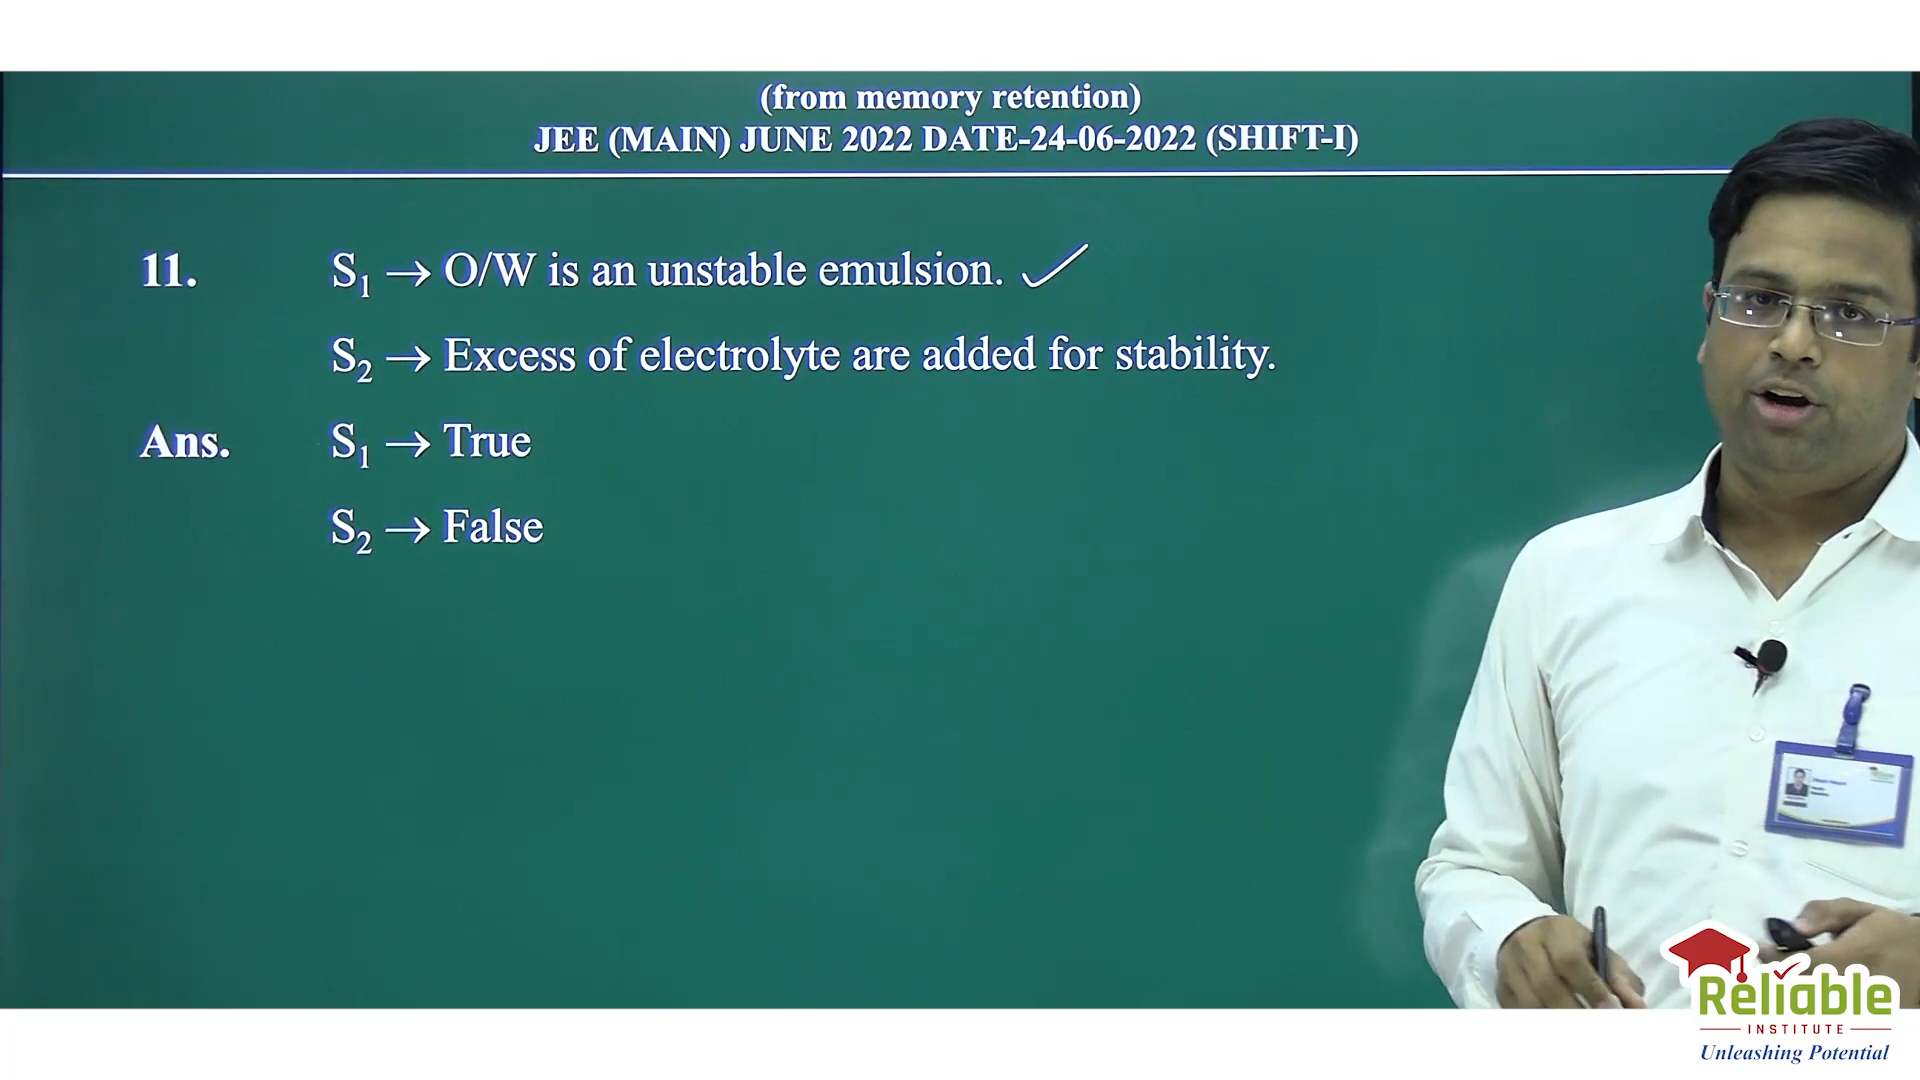 (from memory retention)
JEE (MAIN) JUNE 2022 DATE-24-06-2022 (SHIFT-I)
11. S₁ → O/W is an unstable emulsion.
S₂ → Excess of electrolyte are added for stability.
Ans. S₁ → True
S₂ → False
Reliable
INSTITUTE
Unleashing Potential